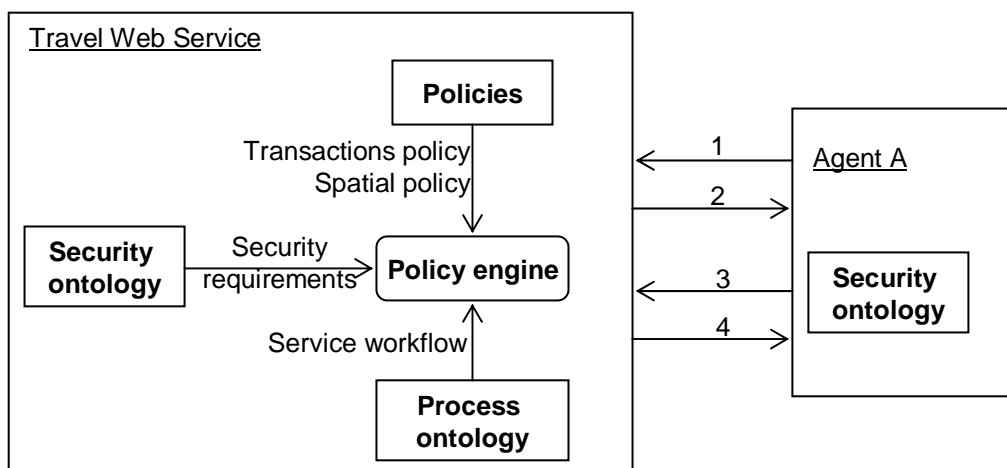 Travel Web Service
Policies
Transactions policy
Spatial policy
Security
ontology
Security
requirements
Policy engine
Service workflow
Process
ontology
1
2
3
4
Agent A
Security
ontology